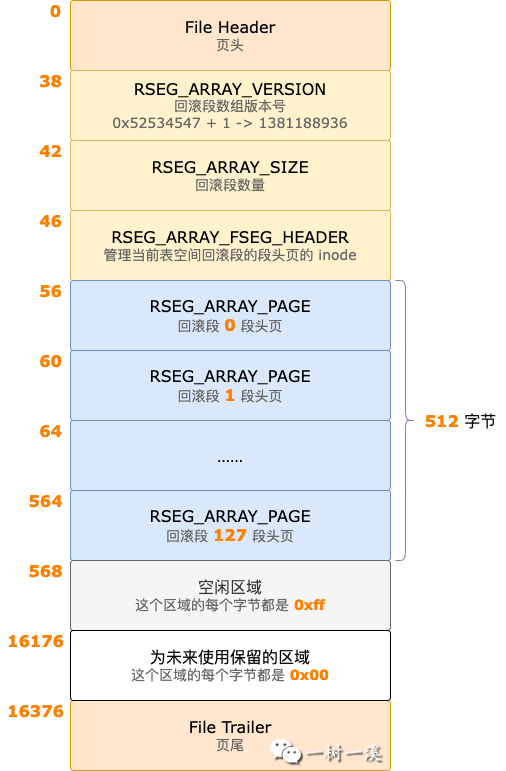 0
File Header
页头
38
RSEG_ARRAY_VERSION
回滚段数组版本号
0x52534547 + 1 -> 1381188936
42
RSEG_ARRAY_SIZE
回滚段数量
46
RSEG_ARRAY_FSEG_HEADER
管理当前表空间回滚段的段头页的 inode
56
RSEG_ARRAY_PAGE
回滚段 0 段头页
60
RSEG_ARRAY_PAGE
回滚段 1 段头页
512 字节
64
......
564
RSEG_ARRAY_PAGE
回滚段 127 段头页
568
空闲区域
这个区域的每个字节都是 0xff
16176
为未来使用保留的区域
这个区域的每个字节都是 0x00
16376
File Trailer
页尾
一树一溪